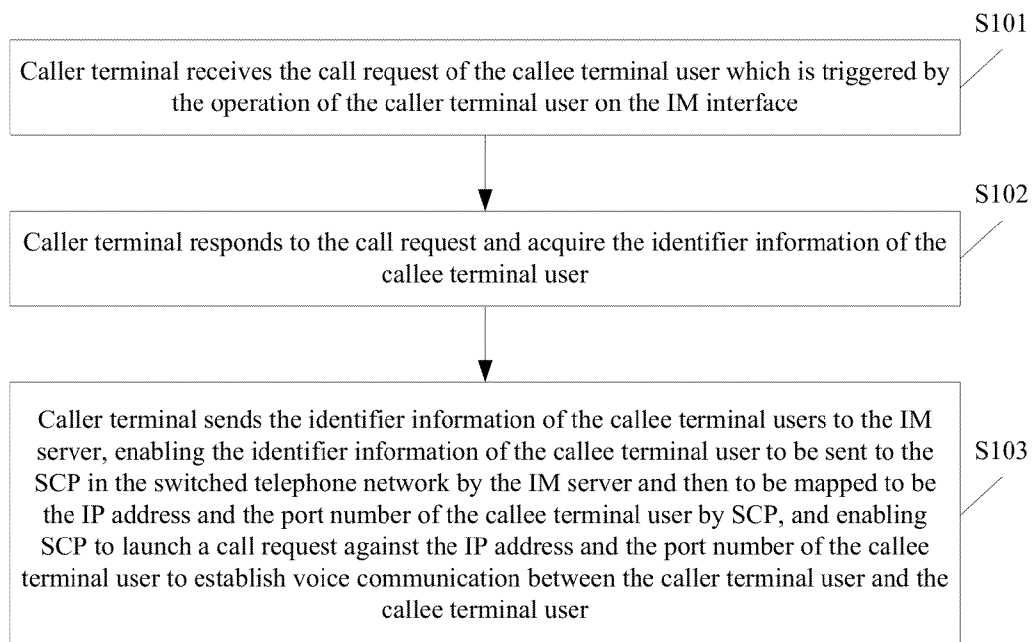 S101
Caller terminal receives the call request of the callee terminal user which is triggered by
the operation of the caller terminal user on the IM interface
S102
Caller terminal responds to the call request and acquire the identifier information of the
callee terminal user
Caller terminal sends the identifier information of the callee terminal users to the IM
server, enabling the identifier information of the callee terminal user to be sent to the
SCP in the switched telephone network by the IM server and then to be mapped to be
the IP address and the port number of the callee terminal user by SCP, and enabling
SCP to launch a call request against the IP address and the port number of the callee
terminal user to establish voice communication between the caller terminal user and the
callee terminal user
S103